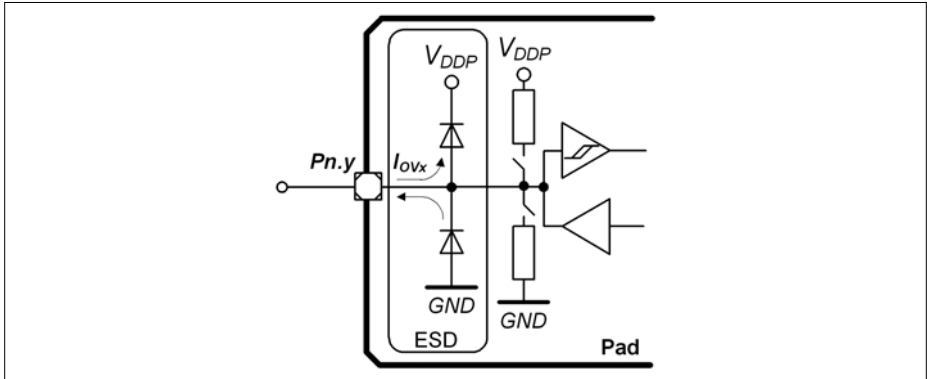 VDDP
VDDP
Pn.y
IOVx
GND
GND
ESD
Pad